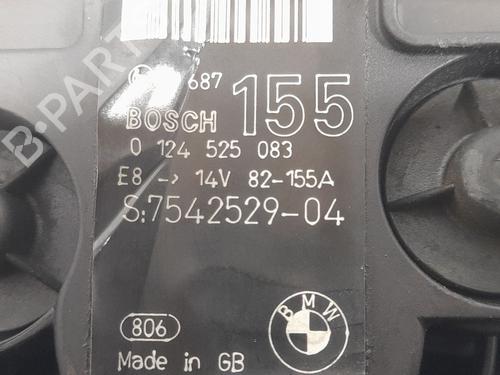 687
155
BOSCH
0 124 525 083
E8 -> 14V 82-155A
S:7542529-04
806
BMW
Made in GB
B-PARTS